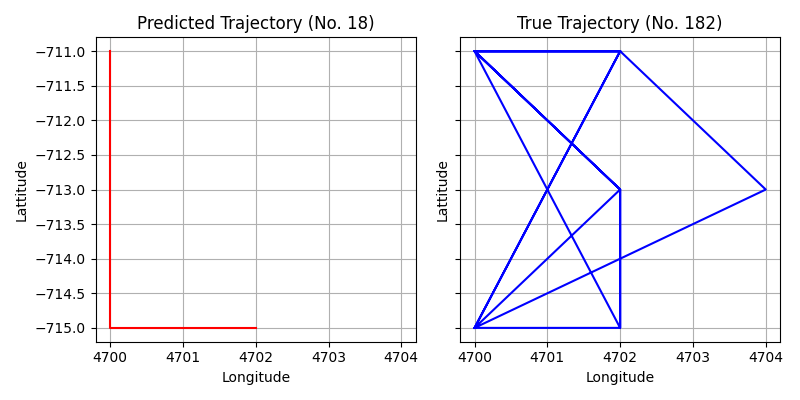 Predicted Trajectory (No. 18)
True Trajectory (No. 182)
−711.0
−711.5
−712.0
−712.5
−713.0
−713.5
−714.0
−714.5
−715.0
Lattitude
Lattitude
4700 4701 4702 4703 4704
4700 4701 4702 4703 4704
Longitude
Longitude